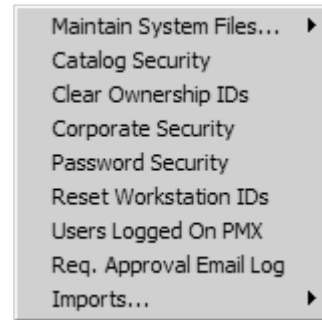 Maintain System Files...
Catalog Security
Clear Ownership IDs
Corporate Security
Password Security
Reset Workstation IDs
Users Logged On PMX
Req. Approval Email Log
Imports...